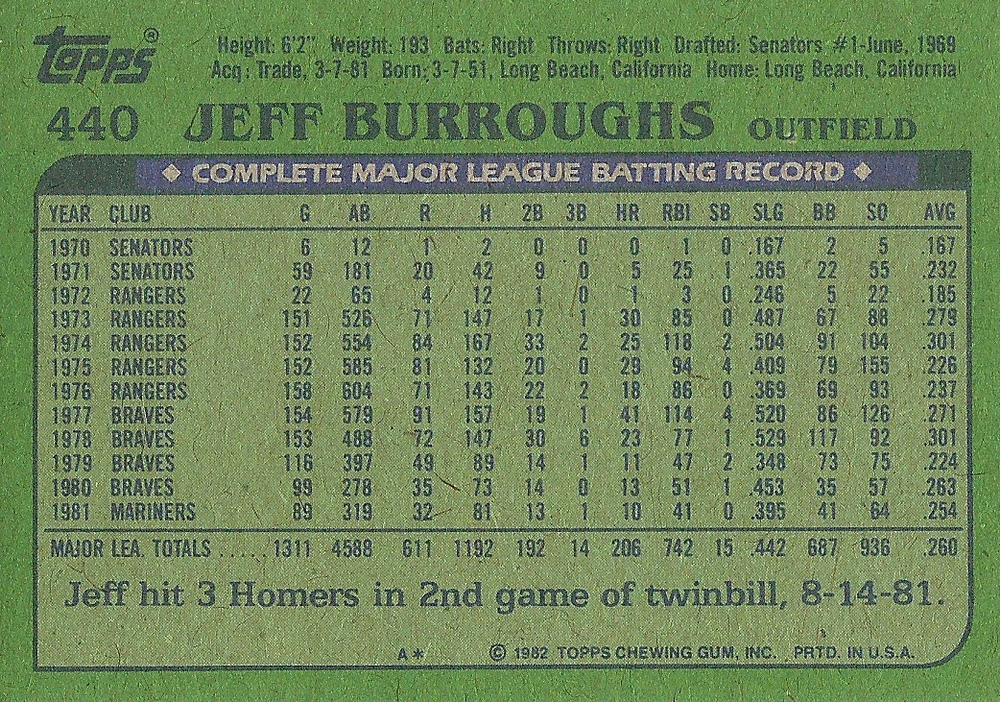 Topps®
Height: 6'2" Weight: 193 Bats: Right Throws: Right Drafted: Senators #1-June, 1969
Acq: Trade, 3-7-81 Born: 3-7-51, Long Beach, California Home: Long Beach, California
440 JEFF BURROUGHS OUTFIELD
◆ COMPLETE MAJOR LEAGUE BATTING RECORD ◆
YEAR CLUB G AB R H 2B 3B HR RBI SB SLG BB SO AVG
1970 SENATORS 6 12 1 2 0 0 0 1 0 .167 2 5 .167
1971 SENATORS 59 181 20 42 9 0 5 25 1 .365 22 55 .232
1972 RANGERS 22 65 4 12 1 0 1 3 0 .246 5 22 .185
1973 RANGERS 151 526 71 147 17 1 30 85 0 .487 67 88 .279
1974 RANGERS 152 554 84 167 33 2 25 118 2 .504 91 104 .301
1975 RANGERS 152 585 81 132 20 0 29 94 4 .409 79 155 .226
1976 RANGERS 158 604 71 143 22 2 18 86 0 .369 69 93 .237
1977 BRAVES 154 579 91 157 19 1 41 114 4 .520 86 126 .271
1978 BRAVES 153 488 72 147 30 6 23 77 1 .529 117 92 .301
1979 BRAVES 116 397 49 89 14 1 11 47 2 .348 73 75 .224
1980 BRAVES 99 278 35 73 14 0 13 51 1 .453 35 57 .263
1981 MARINERS 89 319 32 81 13 1 10 41 0 .395 41 64 .254
MAJOR LEA. TOTALS ..... 1311 4588 611 1192 192 14 206 742 15 .442 687 936 .260
Jeff hit 3 Homers in 2nd game of twinbill, 8-14-81.
A* © 1982 TOPPS CHEWING GUM, INC. PRTD. IN U.S.A.